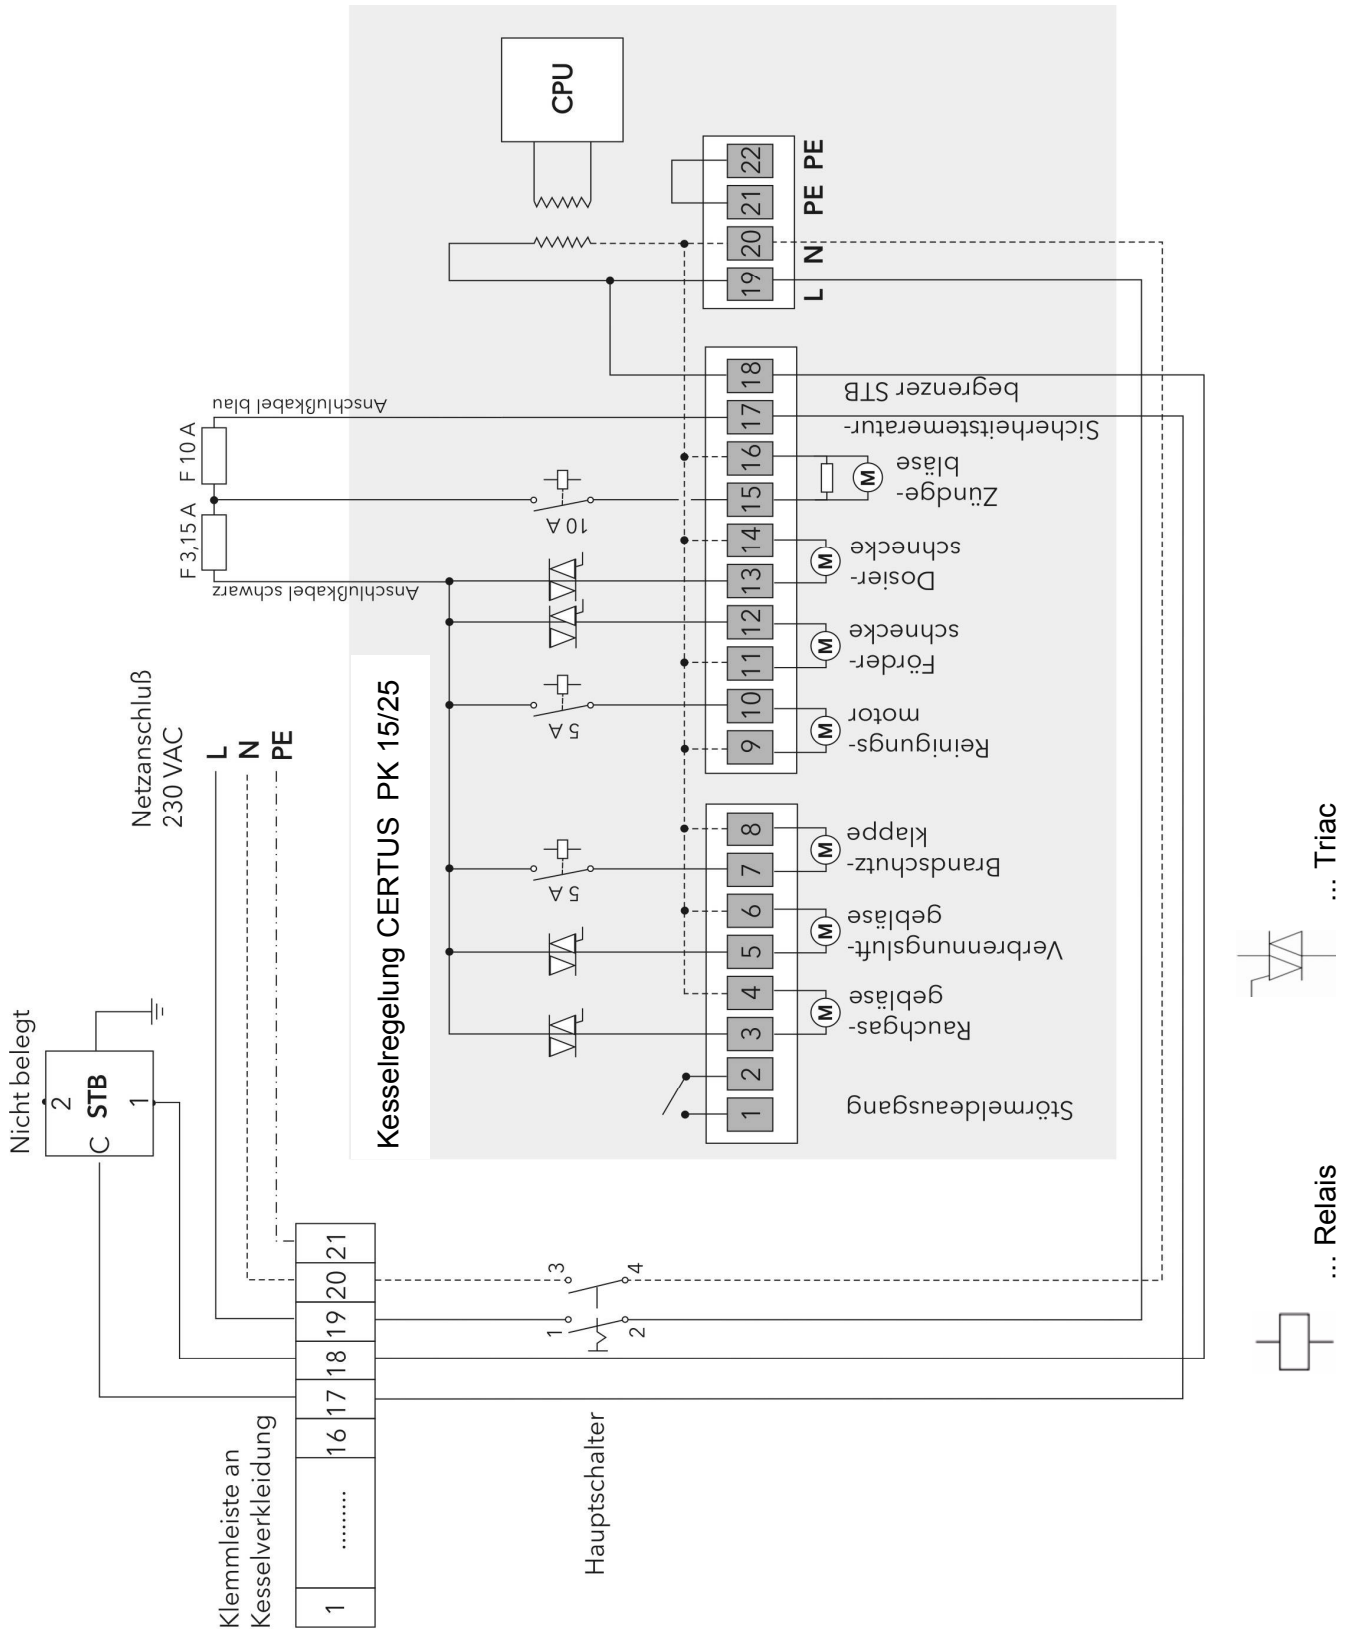 Nicht belegt
2
STB
C
1
Netzanschluß
230 VAC
L
N
PE
F 3,15 A
F 10 A
Anschlußkabel schwarz
Anschlußkabel blau
Klemmleiste an
Kesselverkleidung
1
.........
16
17
18
19
20
21
Hauptschalter
1
2
3
4
Kesselregelung CERTUS PK 15/25
CPU
5 A
5 A
10 A
1
2
3
4
5
6
7
8
9
10
11
12
13
14
15
16
17
18
19
20
21
22
L
N
PE
PE
Störmeldeausgang
Rauchgas-
gebläse
Verbrennungsluft-
gebläse
Brandschutz-
klappe
Reinigungs-
motor
Förder-
schnecke
Dosier-
schnecke
Zündge-
bläse
Sicherheitstemeratur-
begrenzer STB
M
M
M
M
M
M
M
... Relais
... Triac